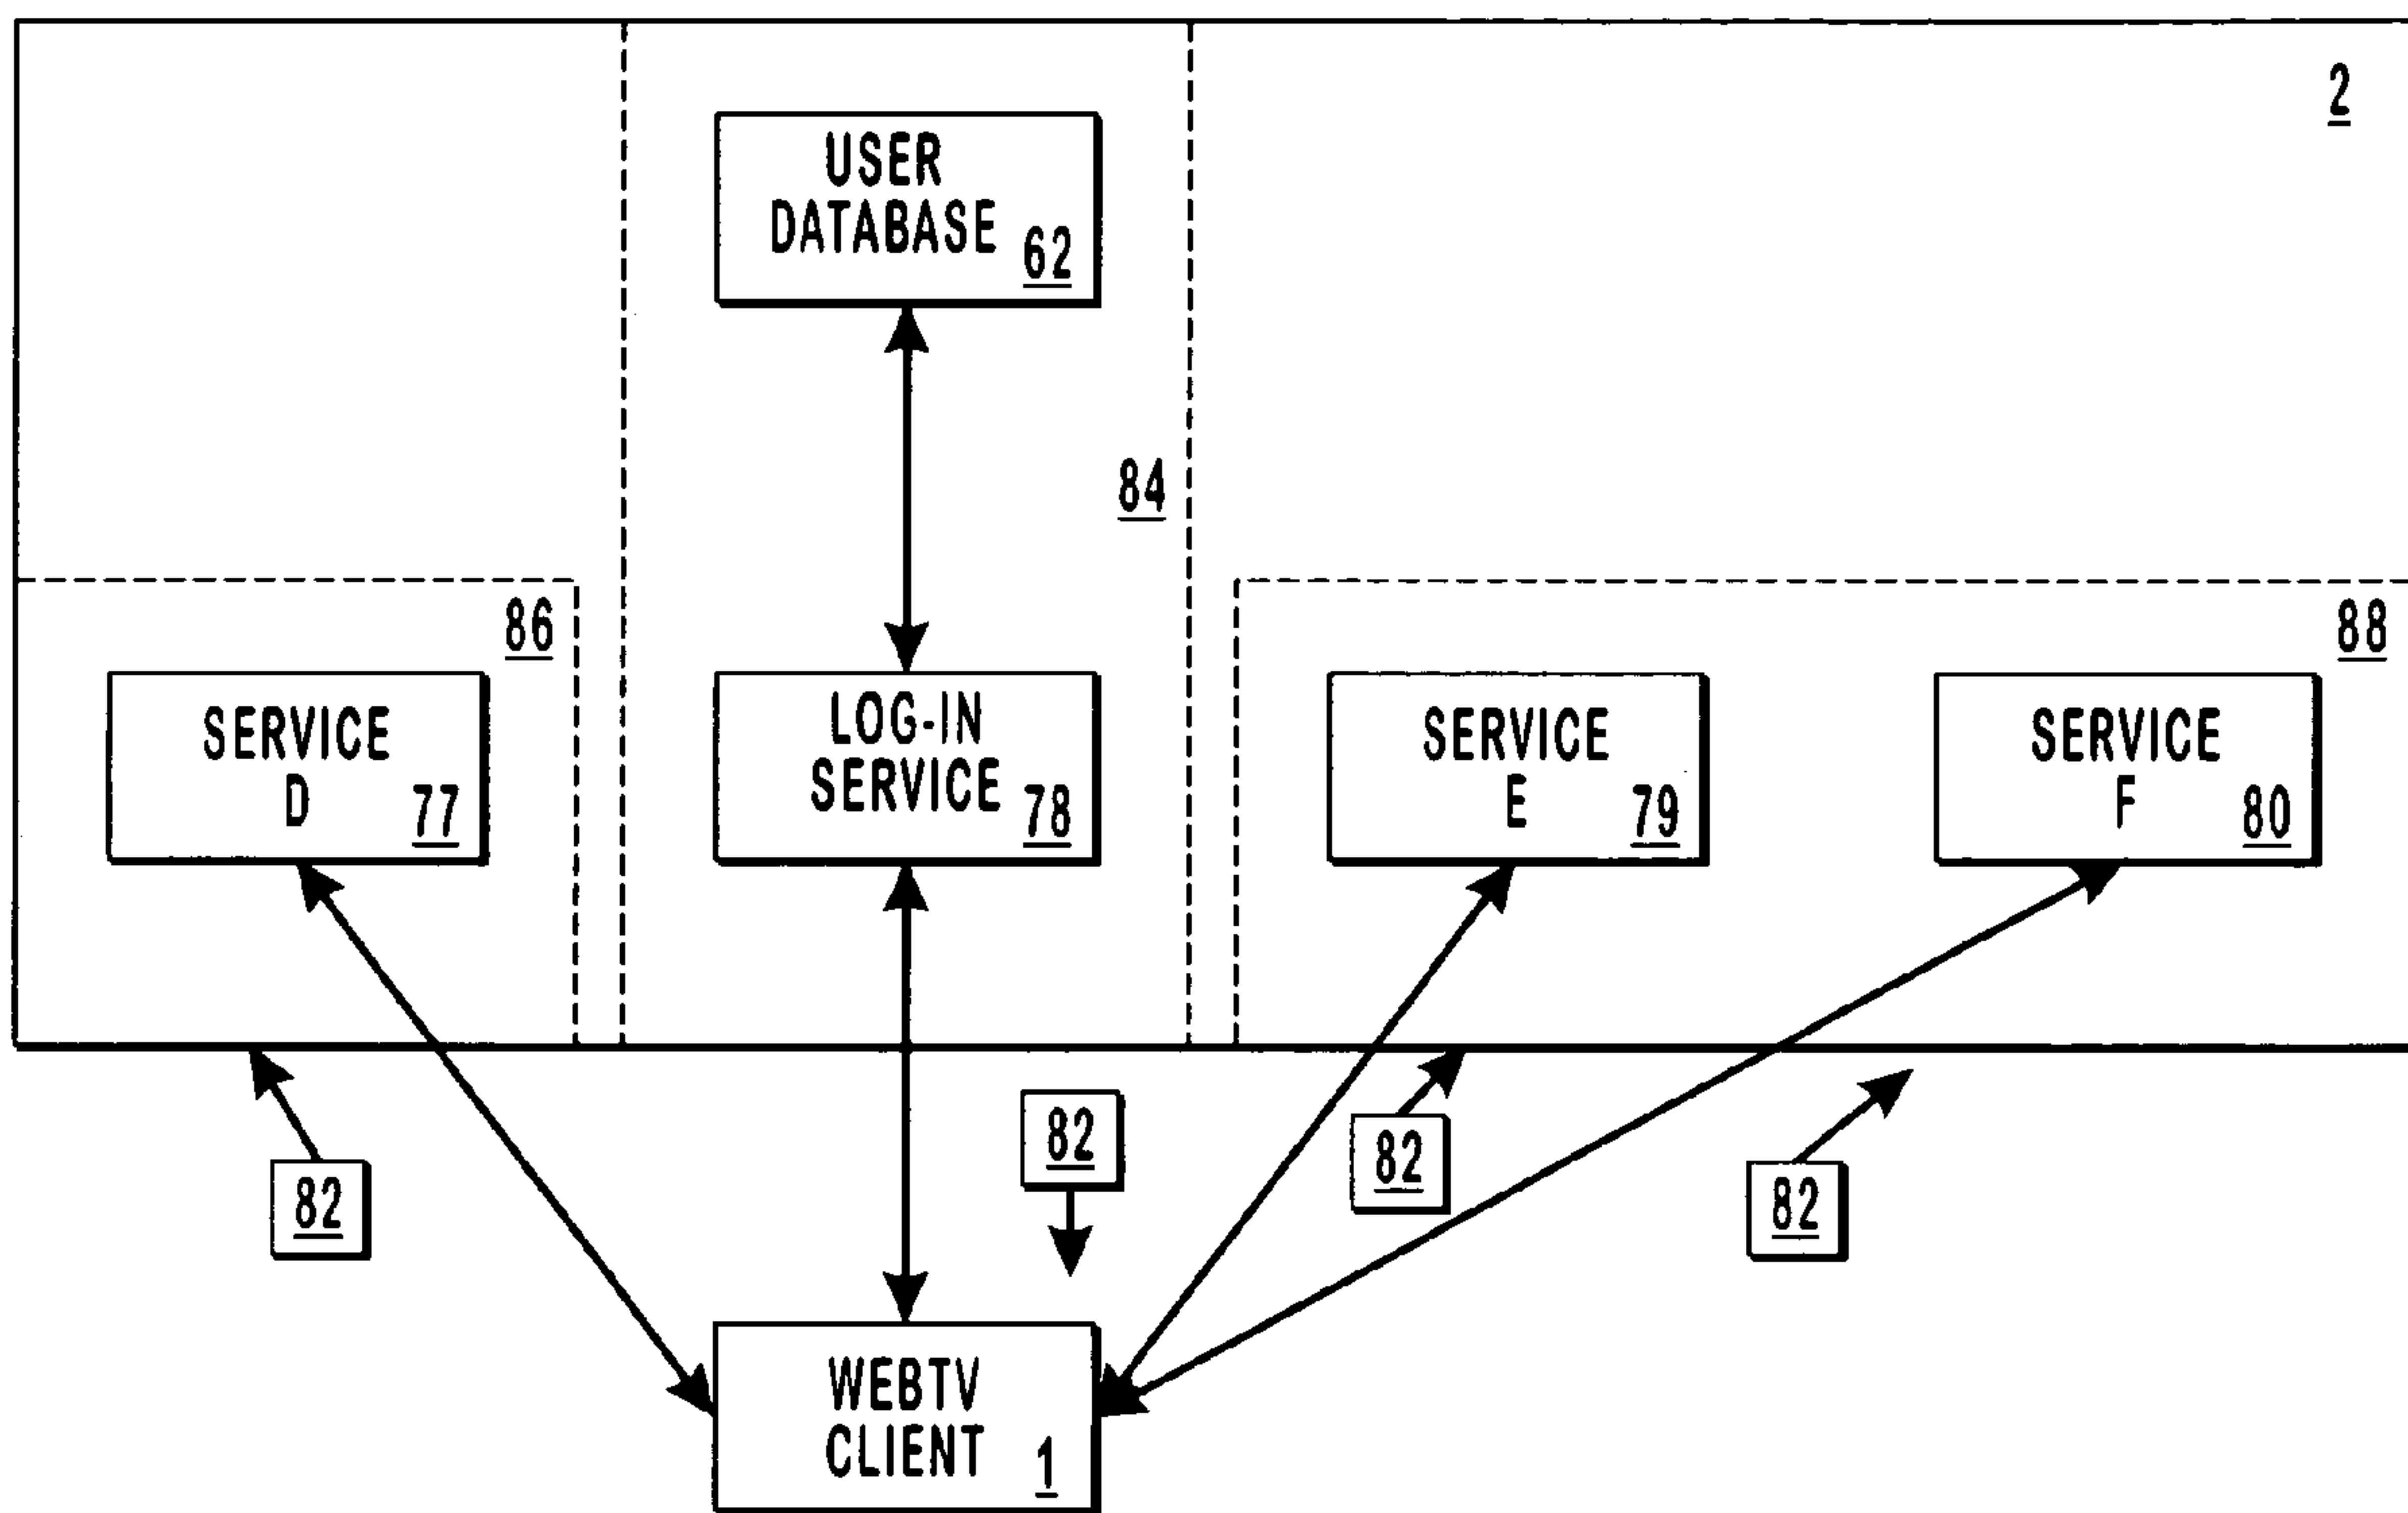 2
USER
DATABASE
62
84
86
88
SERVICE
D
77
LOG-IN
SERVICE
78
SERVICE
E
79
SERVICE
F
80
82
82
82
82
WEBTV
CLIENT
1